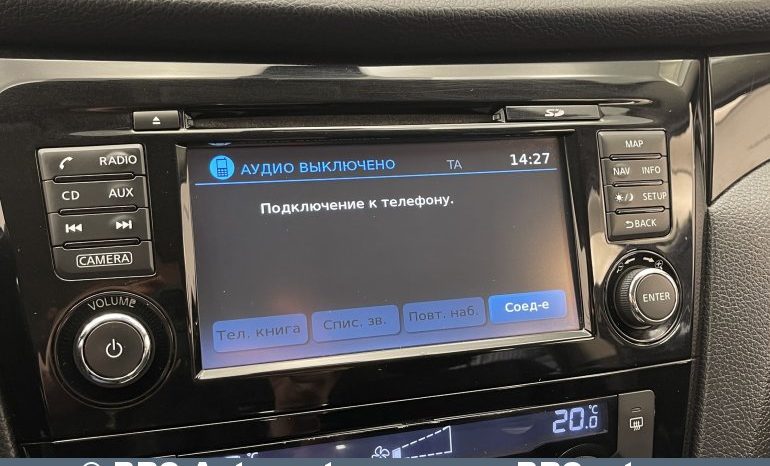 RADIO
CD AUX
CAMERA
VOLUME
SD
АУДИО ВЫКЛЮЧЕНО TA 14:27
Подключение к телефону.
Тел. книга Спис. зв. Повт. наб. Соед-е
MAP
NAV INFO
SETUP
BACK
ENTER
20.0 °C